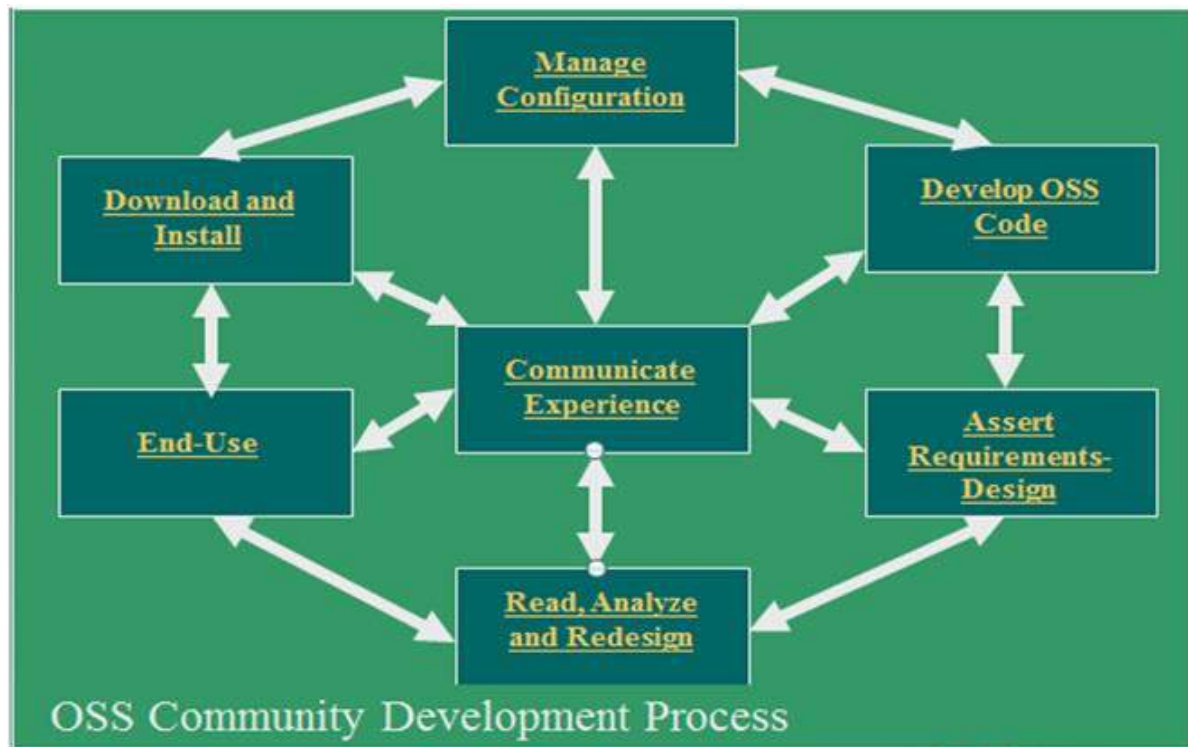 Manage
Configuration
Download and
Install
Develop OSS
Code
Communicate
Experience
End-Use
Assert
Requirements-
Design
Read, Analyze
and Redesign
OSS Community Development Process